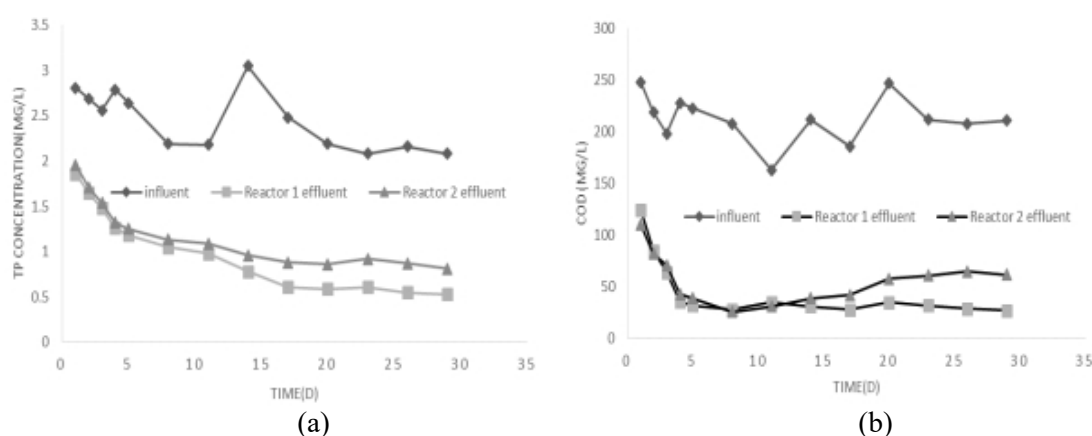 3.5
3
2.5
2
1.5
1
0.5
0
TP CONCENTRATION(MG/L)
influent Reactor 1 effluent Reactor 2 effluent
0 5 10 15 20 25 30 35
TIME(D)
(a)
300
250
200
150
100
50
0
COD (MG/L)
influent Reactor 1 effluent Reactor 2 effluent
0 5 10 15 20 25 30 35
TIME(D)
(b)